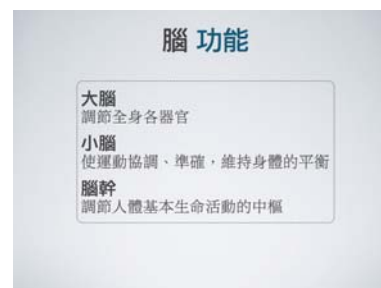 腦 功能
大腦
調節全身各器官
小腦
使運動協調、準確，維持身體的平衡
腦幹
調節人體基本生命活動的中樞